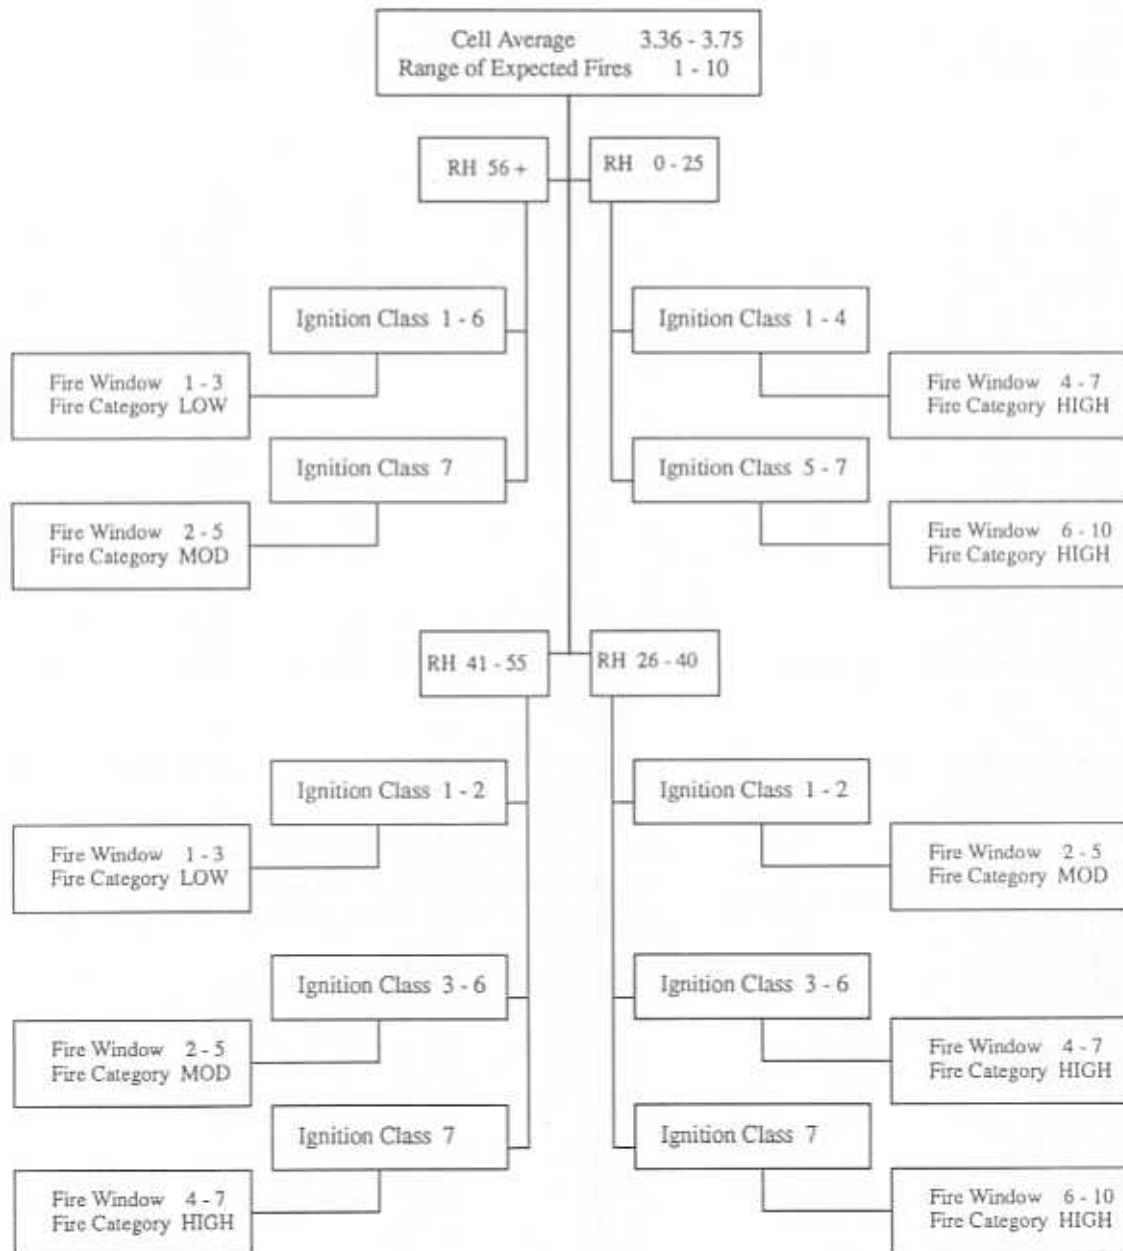 Cell Average 3.36 - 3.75
Range of Expected Fires 1 - 10
RH 56 +
RH 0 - 25
Ignition Class 1 - 6
Ignition Class 1 - 4
Fire Window 1 - 3
Fire Category LOW
Fire Window 4 - 7
Fire Category HIGH
Ignition Class 7
Ignition Class 5 - 7
Fire Window 2 - 5
Fire Category MOD
Fire Window 6 - 10
Fire Category HIGH
RH 41 - 55
RH 26 - 40
Ignition Class 1 - 2
Ignition Class 1 - 2
Fire Window 1 - 3
Fire Category LOW
Fire Window 2 - 5
Fire Category MOD
Ignition Class 3 - 6
Ignition Class 3 - 6
Fire Window 2 - 5
Fire Category MOD
Fire Window 4 - 7
Fire Category HIGH
Ignition Class 7
Ignition Class 7
Fire Window 4 - 7
Fire Category HIGH
Fire Window 6 - 10
Fire Category HIGH